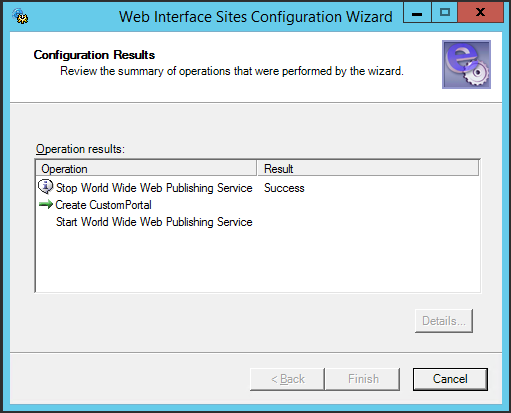 Web Interface Sites Configuration Wizard
Configuration Results
Review the summary of operations that were performed by the wizard.
Operation results:
Operation Result
Stop World Wide Web Publishing Service Success
Create CustomPortal
Start World Wide Web Publishing Service
Details...
< Back Finish Cancel